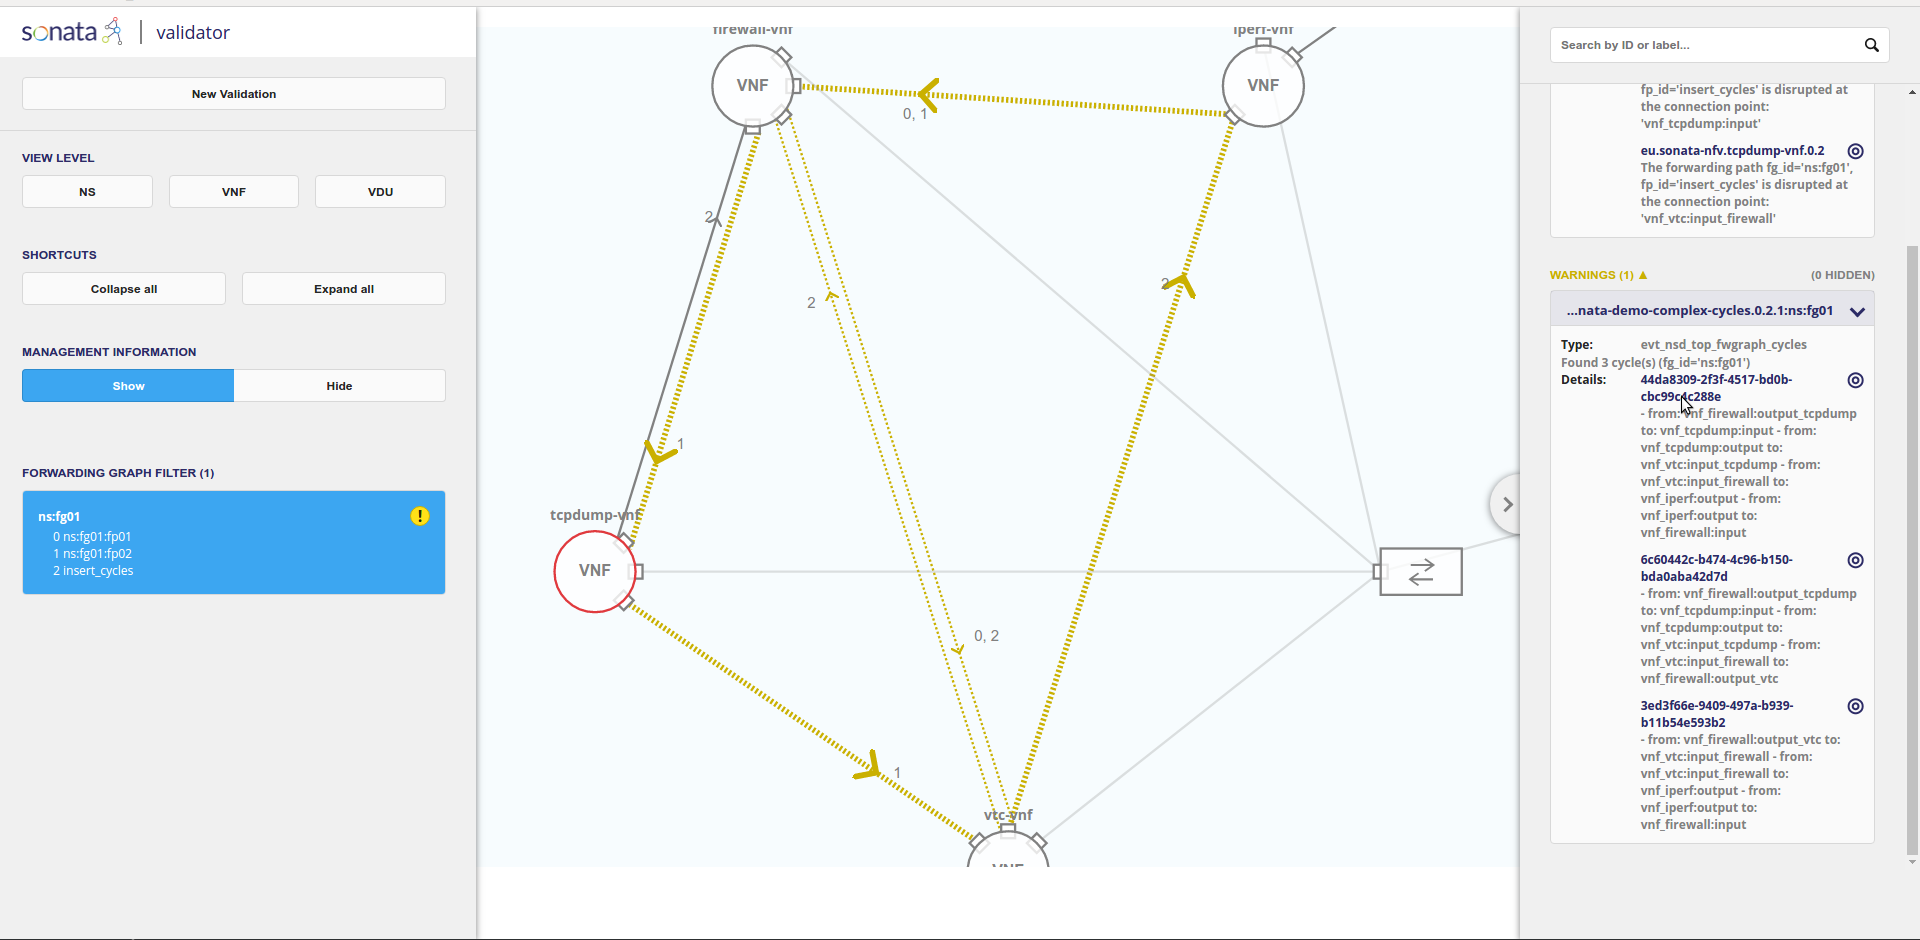 sonata validator
New Validation
VIEW LEVEL
NS VNF VDU
SHORTCUTS
Collapse all Expand all
MANAGEMENT INFORMATION
Show Hide
FORWARDING GRAPH FILTER (1)
ns:fg01
0 ns:fg01:fp01
1 ns:fg01:fp02
2 insert_cycles
firewall-vnf
iperf-vnf
VNF
VNF
0, 1
2
2
2
1
tcpdump-vnf
VNF
0, 2
1
vtc-vnf
VNF
Search by ID or label...
fp_id='insert_cycles' is disrupted at
the connection point:
'vnf_tcpdump:input'
eu.sonata-nfv.tcpdump-vnf.0.2
The forwarding path fg_id='ns:fg01',
fp_id='insert_cycles' is disrupted at
the connection point:
'vnf_vtc:input_firewall'
WARNINGS (1) ▲ (0 HIDDEN)
...nata-demo-complex-cycles.0.2.1:ns:fg01
Type: evt_nsd_top_fwgraph_cycles
Found 3 cycle(s) (fg_id='ns:fg01')
Details: 44da8309-2f3f-4517-bd0b-
cbc99c4c288e
- from: vnf_firewall:output_tcpdump
to: vnf_tcpdump:input - from:
vnf_tcpdump:output to:
vnf_vtc:input_tcpdump - from:
vnf_vtc:input_firewall to:
vnf_iperf:output - from:
vnf_iperf:output to:
vnf_firewall:input
6c60442c-b474-4c96-b150-
bda0aba42d7d
- from: vnf_firewall:output_tcpdump
to: vnf_tcpdump:input - from:
vnf_tcpdump:output to:
vnf_vtc:input_tcpdump - from:
vnf_vtc:input_firewall to:
vnf_firewall:output_vtc
3ed3f66e-9409-497a-b939-
b11b54e593b2
- from: vnf_firewall:output_vtc to:
vnf_vtc:input_firewall - from:
vnf_vtc:input_firewall to:
vnf_iperf:output - from:
vnf_iperf:output to:
vnf_firewall:input